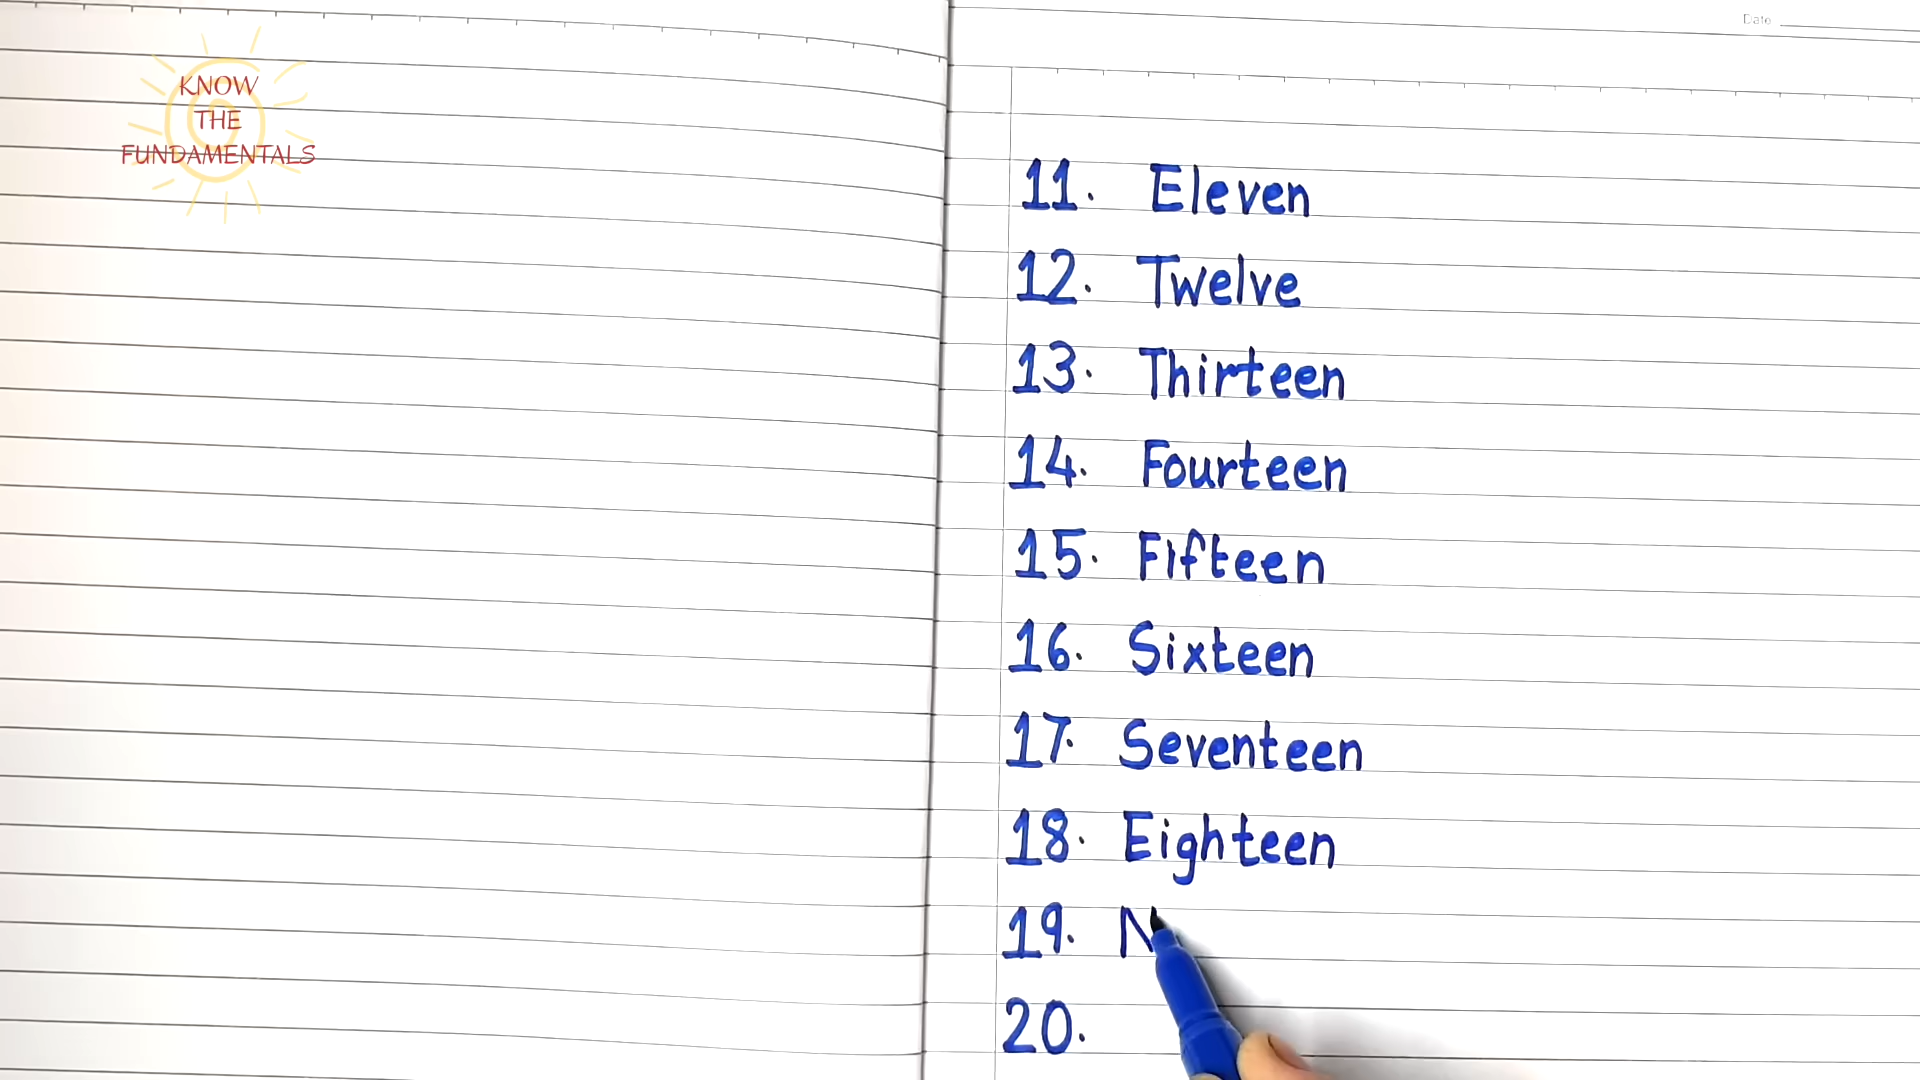 KNOW
THE
FUNDAMENTALS
Date
11. Eleven
12. Twelve
13. Thirteen
14. Fourteen
15. Fifteen
16. Sixteen
17. Seventeen
18. Eighteen
19. N
20.